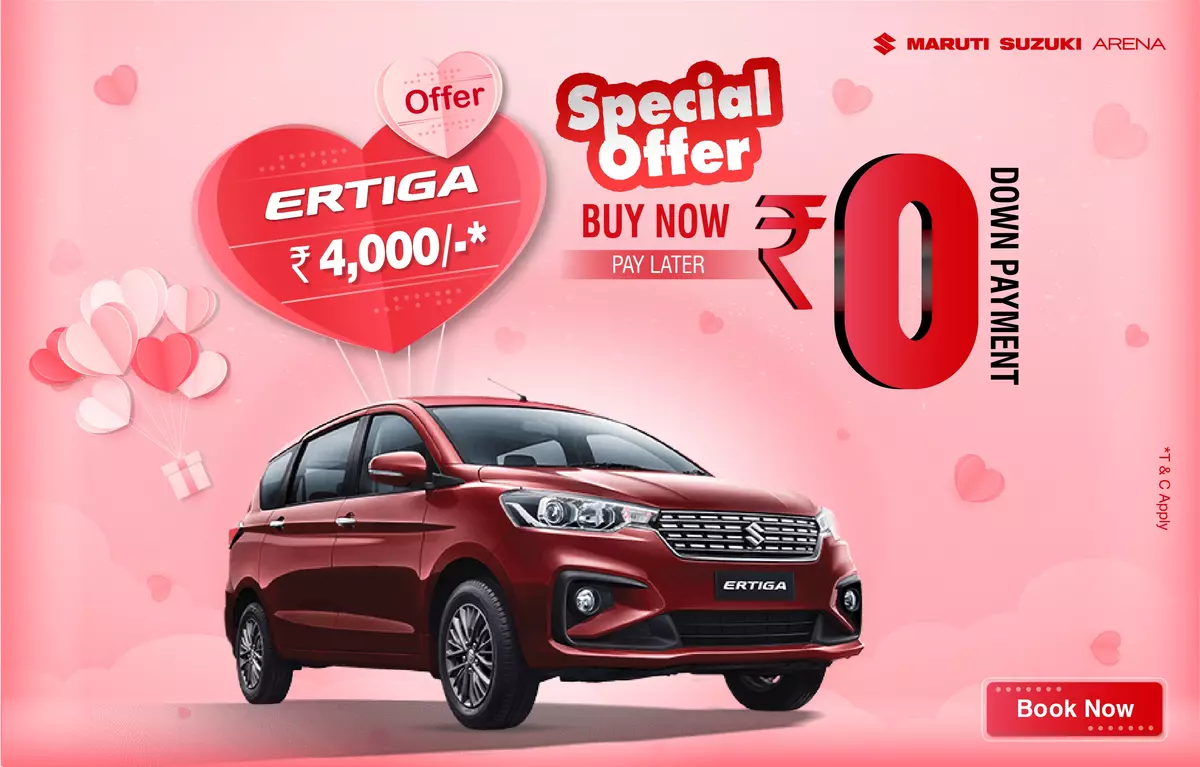 MARUTI SUZUKI ARENA
Offer
ERTIGA
₹ 4,000/-*
Special
Offer
BUY NOW
PAY LATER
₹0
DOWN PAYMENT
*T & C Apply
ERTIGA
Book Now